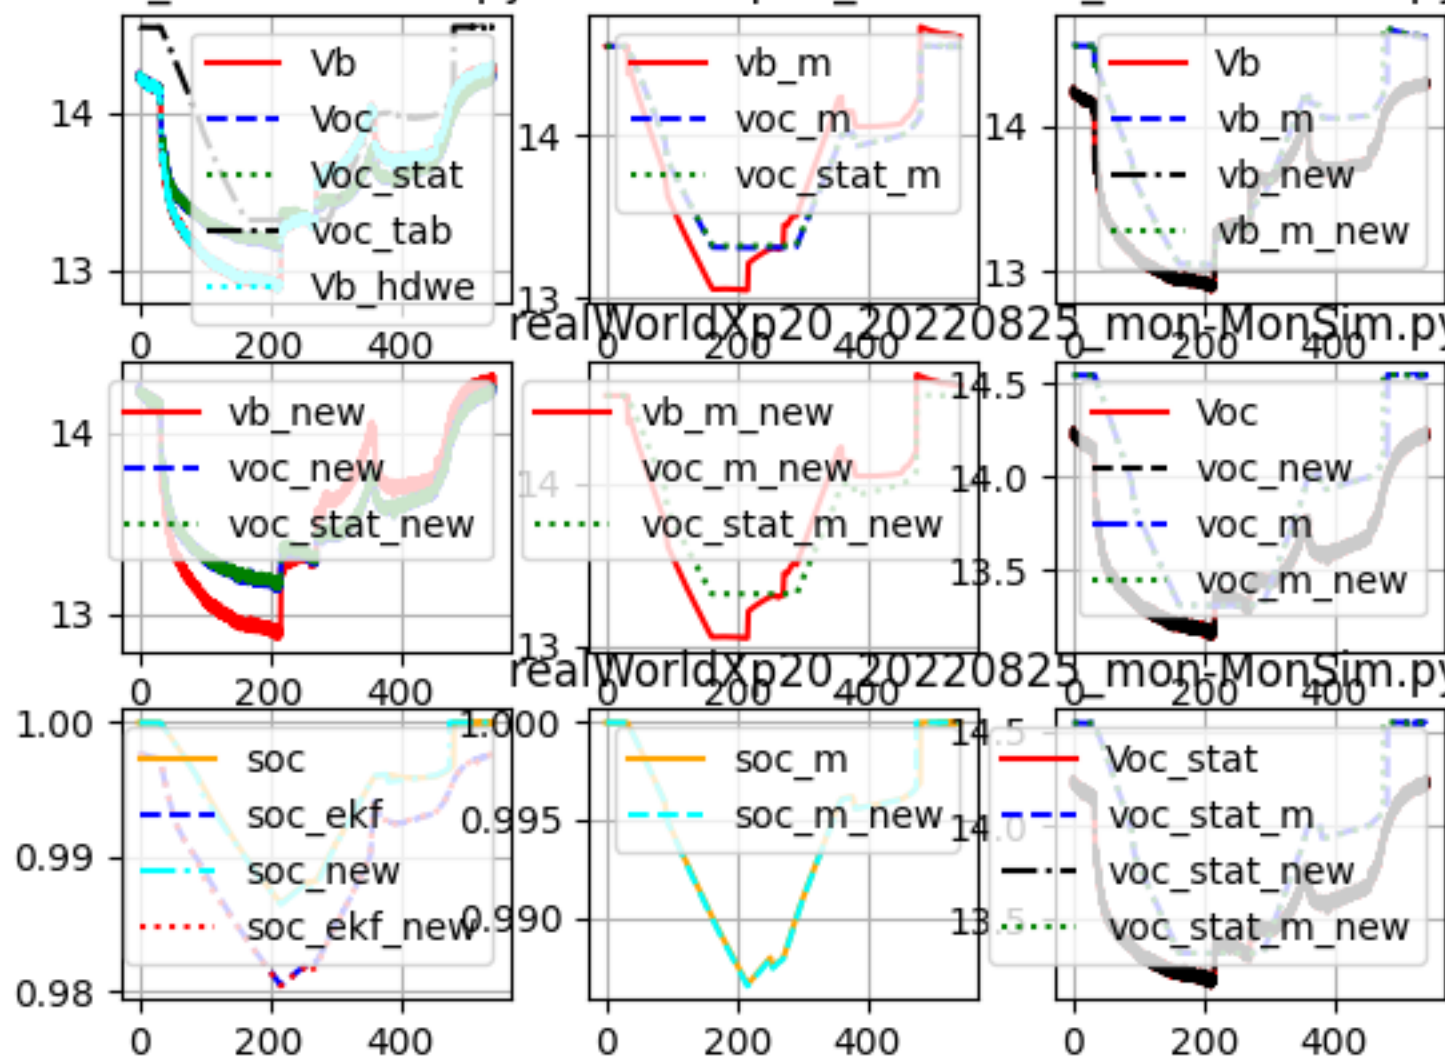 Vb
Voc
Voc_stat
voc_tab
Vb_hdwe
14
13
0 200 400
vb_m
voc_m
voc_stat_m
14
13
0 200 400
Vb
vb_m
vb_new
vb_m_new
14
13
0 200 400
realWorldXp20_20220825_mon-MonSim.py
vb_new
voc_new
voc_stat_new
14
13
0 200 400
vb_m_new
voc_m_new
voc_stat_m_new
14
13
0 200 400
Voc
voc_new
voc_m
voc_m_new
14.5
14.0
13.5
0 200 400
realWorldXp20_20220825_mon-MonSim.py
soc
soc_ekf
soc_new
soc_ekf_new
1.00
0.99
0.98
0 200 400
soc_m
soc_m_new
1.000
0.995
0.990
0 200 400
Voc_stat
voc_stat_m
voc_stat_new
voc_stat_m_new
14.5
14.0
13.5
0 200 400